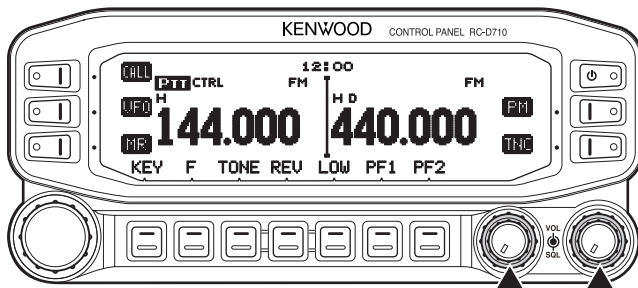 KENWOOD CONTROL PANEL RC-D710
12:00
CALL PTT CTRL FM FM
H H D
VFO 144.000 440.000 PM
MR TNC
KEY F TONE REV LOW PF1 PF2
VOL
SQL